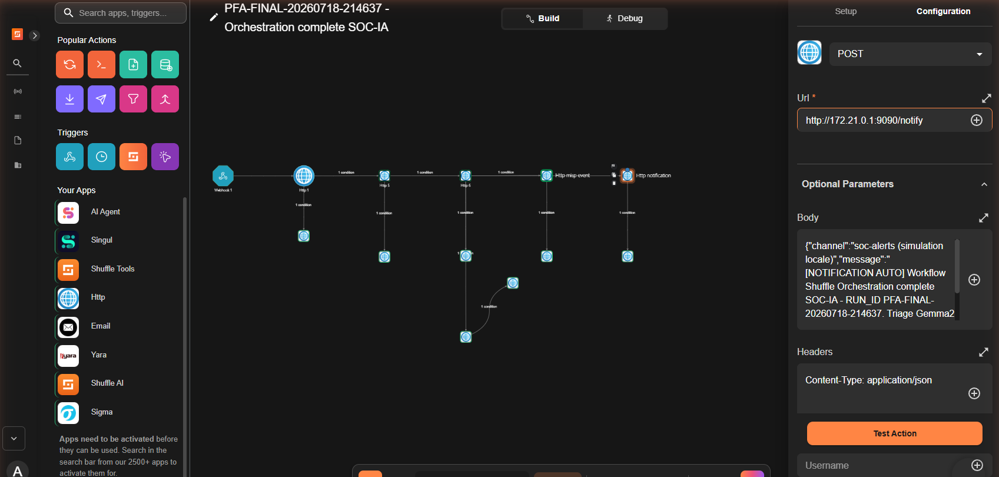 Search apps, triggers...
Popular Actions
Triggers
Your Apps
AI Agent
Singul
Shuffle Tools
Http
Email
Yara
yara
Shuffle AI
Sigma
Apps need to be activated before
they can be used. Search in the
search bar from our 2500+ apps to
activate them for.
A
PFA-FINAL-20260718-214637 -
Orchestration complete SOC-IA
Build
Debug
Webhook 1
Http 1
1 condition
Http 5
1 condition
Http 6
1 condition
Http misp event
Http notification
1 condition
1 condition
1 condition
1 condition
1 condition
1 condition
Setup
Configuration
POST
Url *
http://172.21.0.1:9090/notify
Optional Parameters
Body
{"channel":"soc-alerts (simulation
locale)","message":"
[NOTIFICATION AUTO] Workflow
Shuffle Orchestration complete
SOC-IA - RUN_ID PFA-FINAL-
20260718-214637. Triage Gemma2
Headers
Content-Type: application/json
Test Action
Username